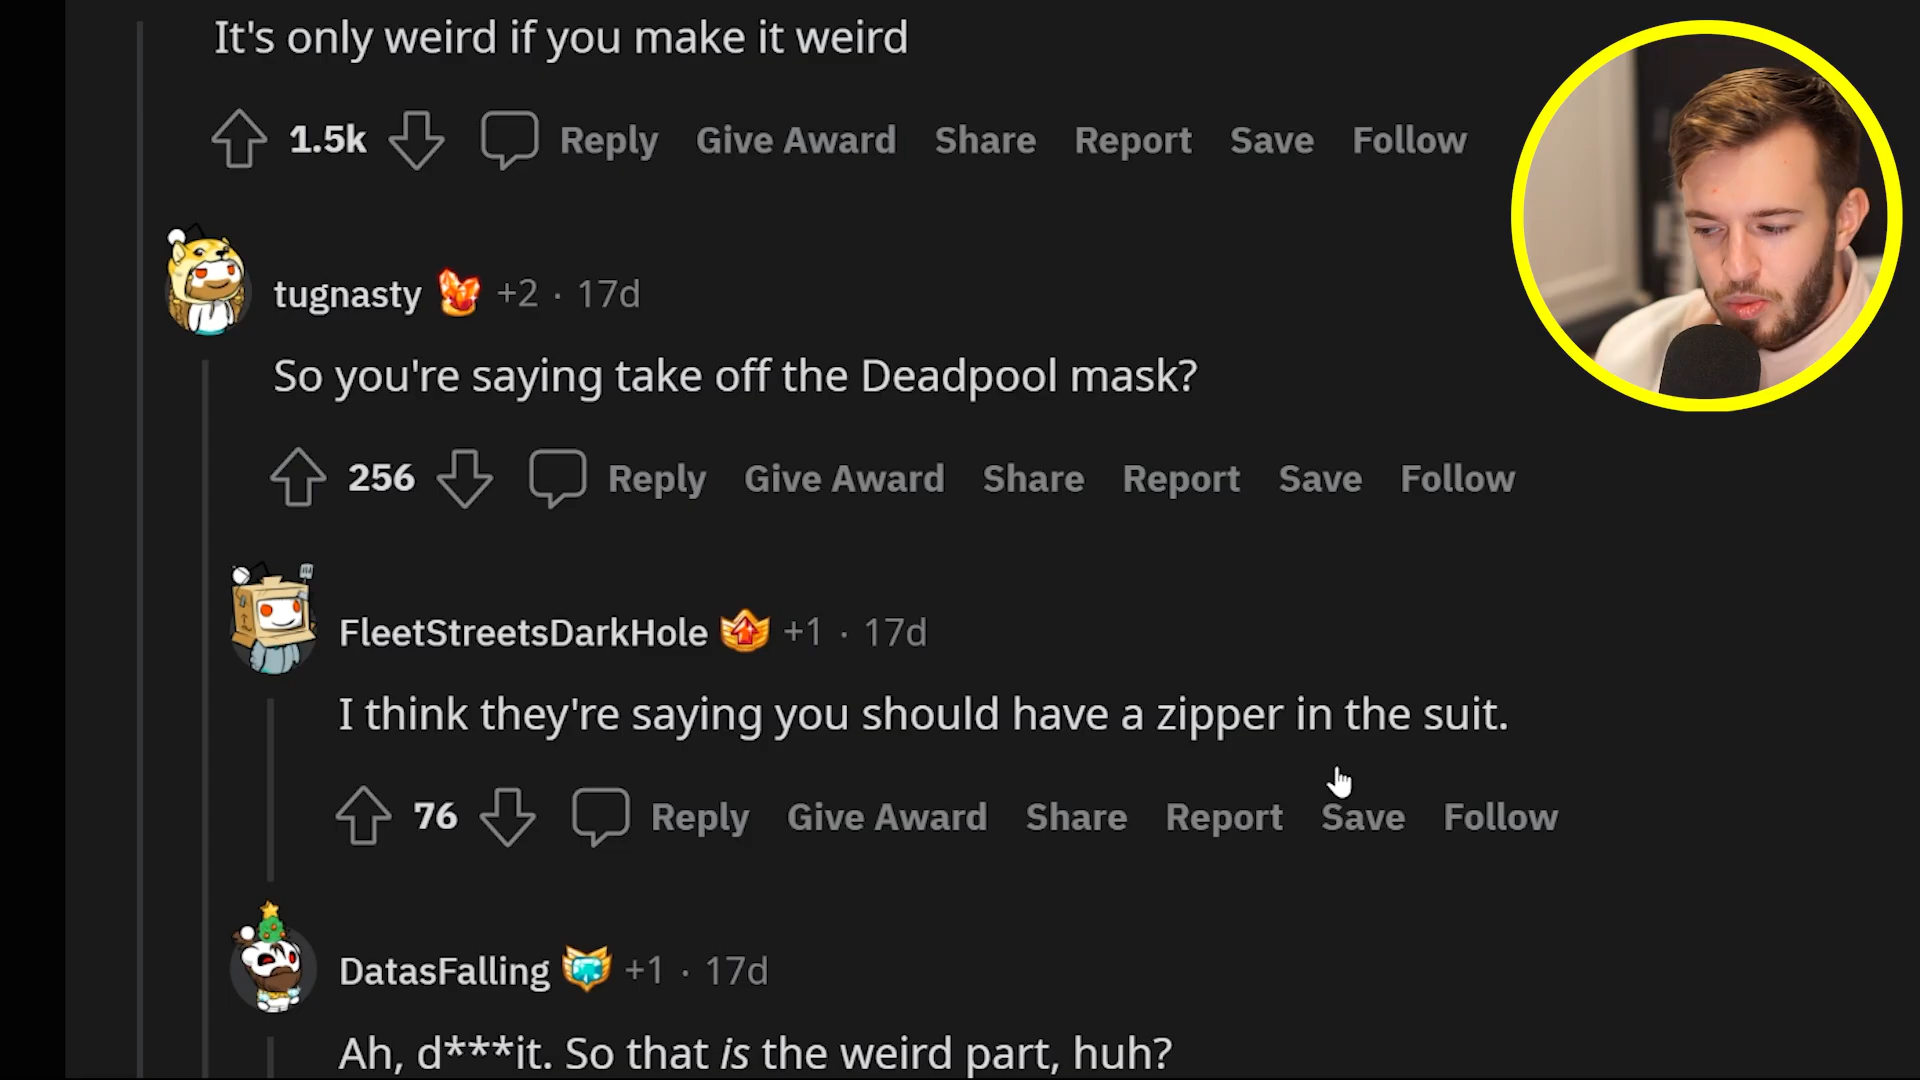 It's only weird if you make it weird
1.5k Reply Give Award Share Report Save Follow
tugnasty +2 · 17d
So you're saying take off the Deadpool mask?
256 Reply Give Award Share Report Save Follow
FleetStreetsDarkHole +1 · 17d
I think they're saying you should have a zipper in the suit.
76 Reply Give Award Share Report Save Follow
DatasFalling +1 · 17d
Ah, d***it. So that is the weird part, huh?